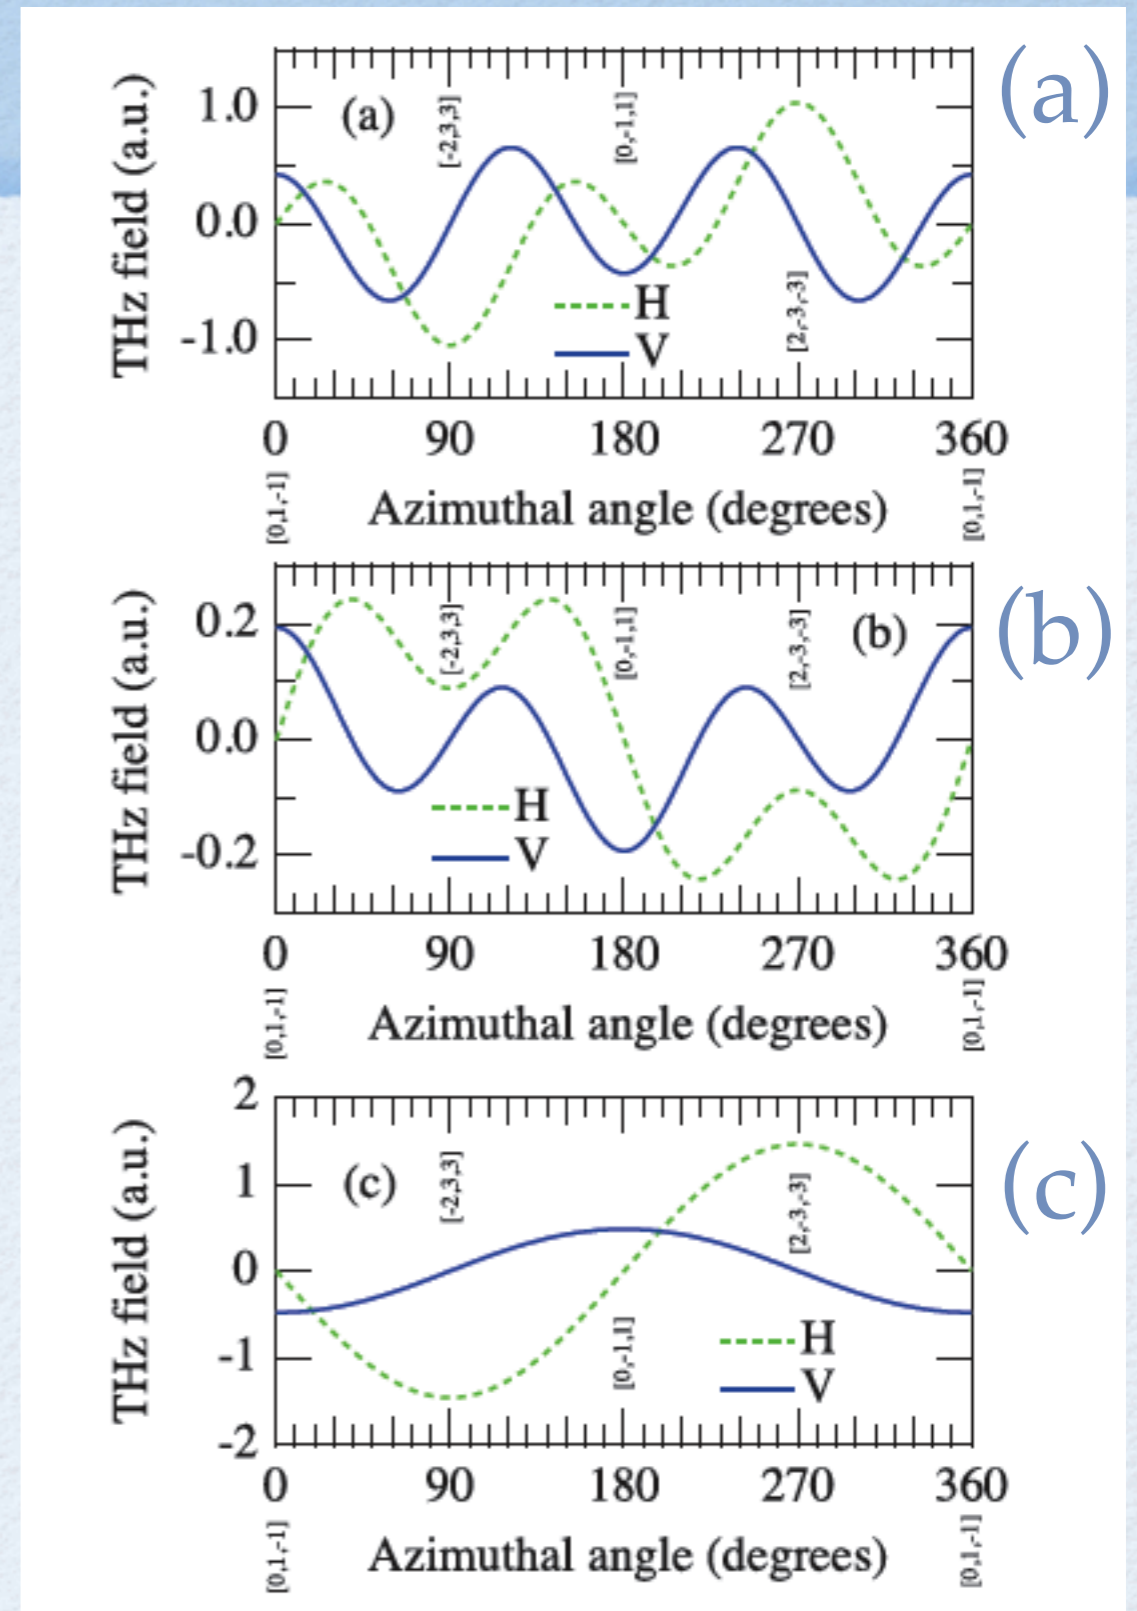 (a)
THz field (a.u.)
1.0
0.0
-1.0
(a)
[-2,3,3]
[0,-1,1]
[2,-3,-3]
H
V
0 90 180 270 360
[0,1,-1]
Azimuthal angle (degrees)
[0,1,-1]
(b)
THz field (a.u.)
0.2
0.0
-0.2
[-2,3,3]
[0,-1,1]
[2,-3,-3]
(b)
H
V
0 90 180 270 360
[0,1,-1]
Azimuthal angle (degrees)
[0,1,-1]
(c)
THz field (a.u.)
2
1
0
-1
-2
(c)
[-2,3,3]
[0,-1,1]
[2,-3,-3]
H
V
0 90 180 270 360
[0,1,-1]
Azimuthal angle (degrees)
[0,1,-1]